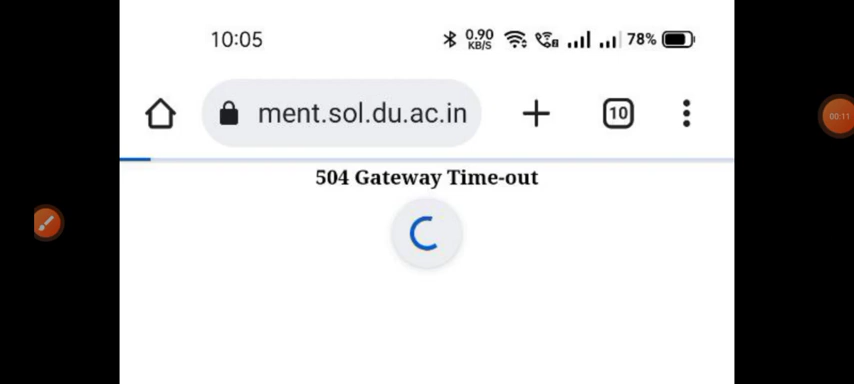 10:05 0.90 KB/S 78%
ment.sol.du.ac.in 10
00:11
504 Gateway Time-out